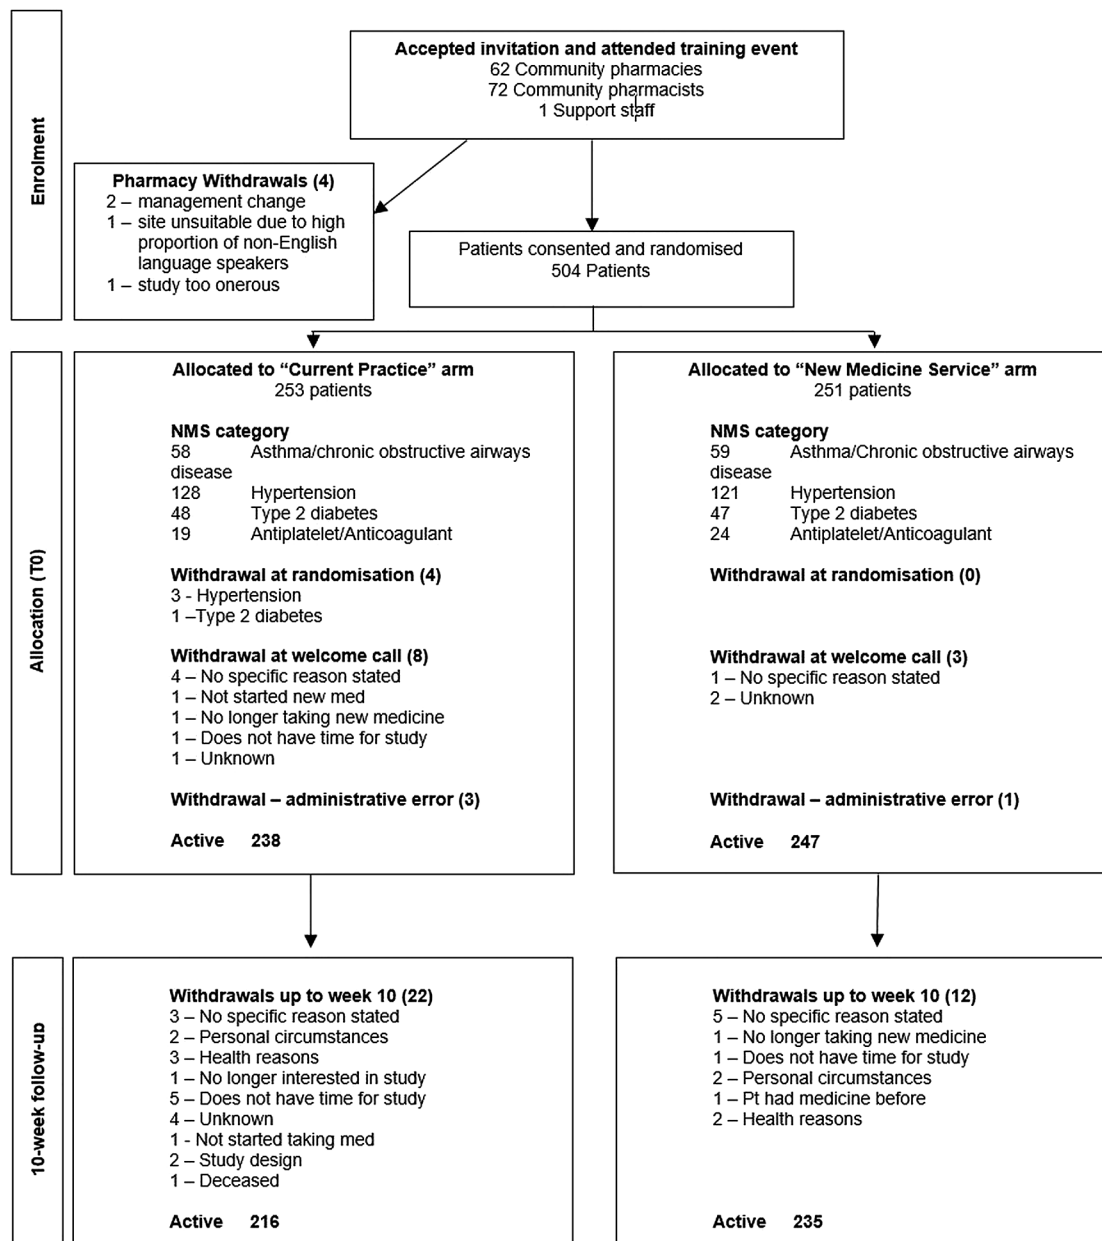 Enrolment
Accepted invitation and attended training event
62 Community pharmacies
72 Community pharmacists
1 Support staff
Pharmacy Withdrawals (4)
2 – management change
1 – site unsuitable due to high
proportion of non-English
language speakers
1 – study too onerous
Patients consented and randomised
504 Patients
Allocation (T0)
Allocated to “Current Practice” arm
253 patients
NMS category
58 Asthma/chronic obstructive airways
disease
128 Hypertension
48 Type 2 diabetes
19 Antiplatelet/Anticoagulant
Withdrawal at randomisation (4)
3 - Hypertension
1 –Type 2 diabetes
Withdrawal at welcome call (8)
4 – No specific reason stated
1 – Not started new med
1 – No longer taking new medicine
1 – Does not have time for study
1 – Unknown
Withdrawal – administrative error (3)
Active 238
Allocated to “New Medicine Service” arm
251 patients
NMS category
59 Asthma/Chronic obstructive airways
disease
121 Hypertension
47 Type 2 diabetes
24 Antiplatelet/Anticoagulant
Withdrawal at randomisation (0)
Withdrawal at welcome call (3)
1 – No specific reason stated
2 – Unknown
Withdrawal – administrative error (1)
Active 247
10-week follow-up
Withdrawals up to week 10 (22)
3 – No specific reason stated
2 – Personal circumstances
3 – Health reasons
1 – No longer interested in study
5 – Does not have time for study
4 – Unknown
1 - Not started taking med
2 – Study design
1 – Deceased
Active 216
Withdrawals up to week 10 (12)
5 – No specific reason stated
1 – No longer taking new medicine
1 – Does not have time for study
2 – Personal circumstances
1 – Pt had medicine before
2 – Health reasons
Active 235